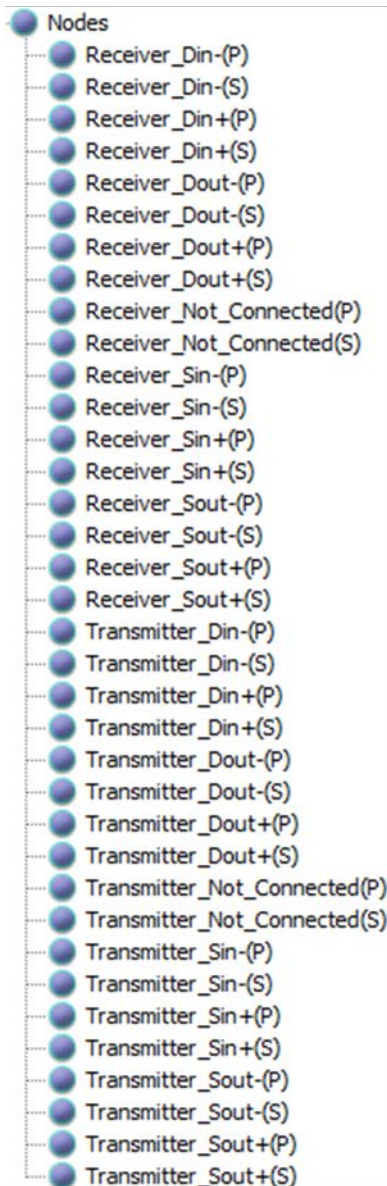 Nodes
Receiver_Din-(P)
Receiver_Din-(S)
Receiver_Din+(P)
Receiver_Din+(S)
Receiver_Dout-(P)
Receiver_Dout-(S)
Receiver_Dout+(P)
Receiver_Dout+(S)
Receiver_Not_Connected(P)
Receiver_Not_Connected(S)
Receiver_Sin-(P)
Receiver_Sin-(S)
Receiver_Sin+(P)
Receiver_Sin+(S)
Receiver_Sout-(P)
Receiver_Sout-(S)
Receiver_Sout+(P)
Receiver_Sout+(S)
Transmitter_Din-(P)
Transmitter_Din-(S)
Transmitter_Din+(P)
Transmitter_Din+(S)
Transmitter_Dout-(P)
Transmitter_Dout-(S)
Transmitter_Dout+(P)
Transmitter_Dout+(S)
Transmitter_Not_Connected(P)
Transmitter_Not_Connected(S)
Transmitter_Sin-(P)
Transmitter_Sin-(S)
Transmitter_Sin+(P)
Transmitter_Sin+(S)
Transmitter_Sout-(P)
Transmitter_Sout-(S)
Transmitter_Sout+(P)
Transmitter_Sout+(S)